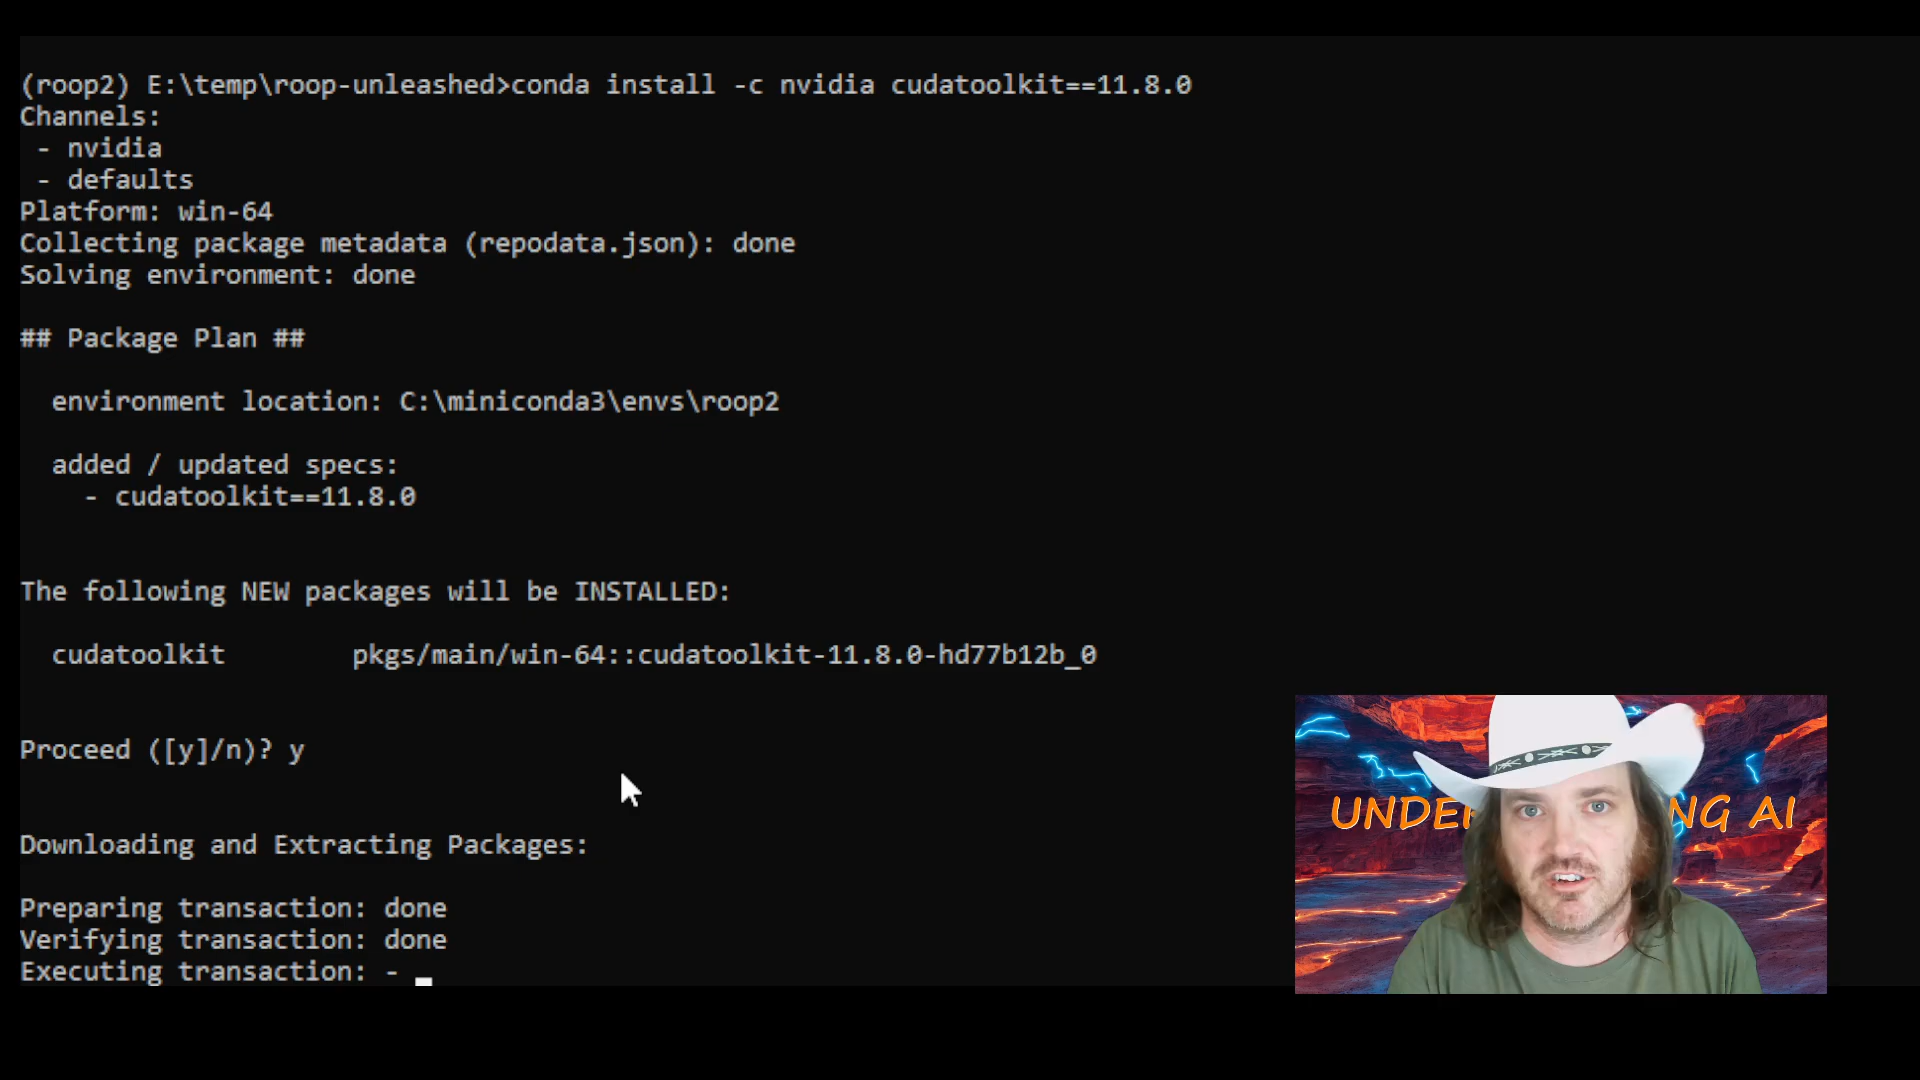 (roop2) E:\temp\roop-unleashed>conda install -c nvidia cudatoolkit==11.8.0
Channels:
 - nvidia
 - defaults
Platform: win-64
Collecting package metadata (repodata.json): done
Solving environment: done
## Package Plan ##
  environment location: C:\miniconda3\envs\roop2
  added / updated specs:
    - cudatoolkit==11.8.0
The following NEW packages will be INSTALLED:
  cudatoolkit        pkgs/main/win-64::cudatoolkit-11.8.0-hd77b12b_0
Proceed ([y]/n)? y
Downloading and Extracting Packages:
Preparing transaction: done
Verifying transaction: done
Executing transaction: -
AI